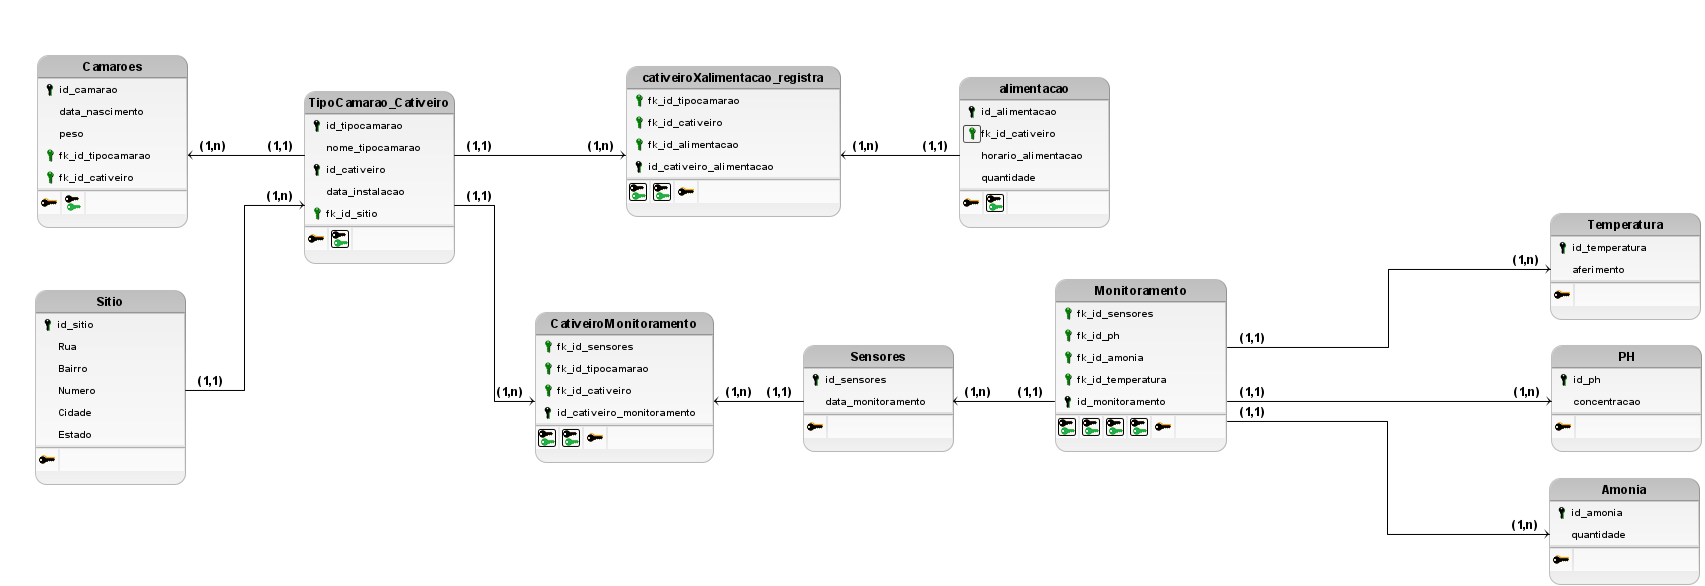 Camaroes
id_camarao
data_nascimento
peso
fk_id_tipocamarao
fk_id_cativeiro
(1,n)
(1,1)
TipoCamarao_Cativeiro
id_tipocamarao
nome_tipocamarao
id_cativeiro
data_instalacao
fk_id_sitio
(1,1)
(1,n)
cativeiroXalimentacao_registra
fk_id_tipocamarao
fk_id_cativeiro
fk_id_alimentacao
id_cativeiro_alimentacao
(1,n)
(1,1)
alimentacao
id_alimentacao
fk_id_cativeiro
horario_alimentacao
quantidade
(1,n)
(1,1)
Sitio
id_sitio
Rua
Bairro
Numero
Cidade
Estado
(1,1)
(1,n)
CativeiroMonitoramento
fk_id_sensores
fk_id_tipocamarao
fk_id_cativeiro
id_cativeiro_monitoramento
(1,n)
(1,1)
Sensores
id_sensores
data_monitoramento
(1,n)
(1,1)
Monitoramento
fk_id_sensores
fk_id_ph
fk_id_amonia
fk_id_temperatura
id_monitoramento
(1,1)
(1,1)
(1,1)
(1,n)
Temperatura
id_temperatura
aferimento
(1,n)
PH
id_ph
concentracao
(1,n)
Amonia
id_amonia
quantidade